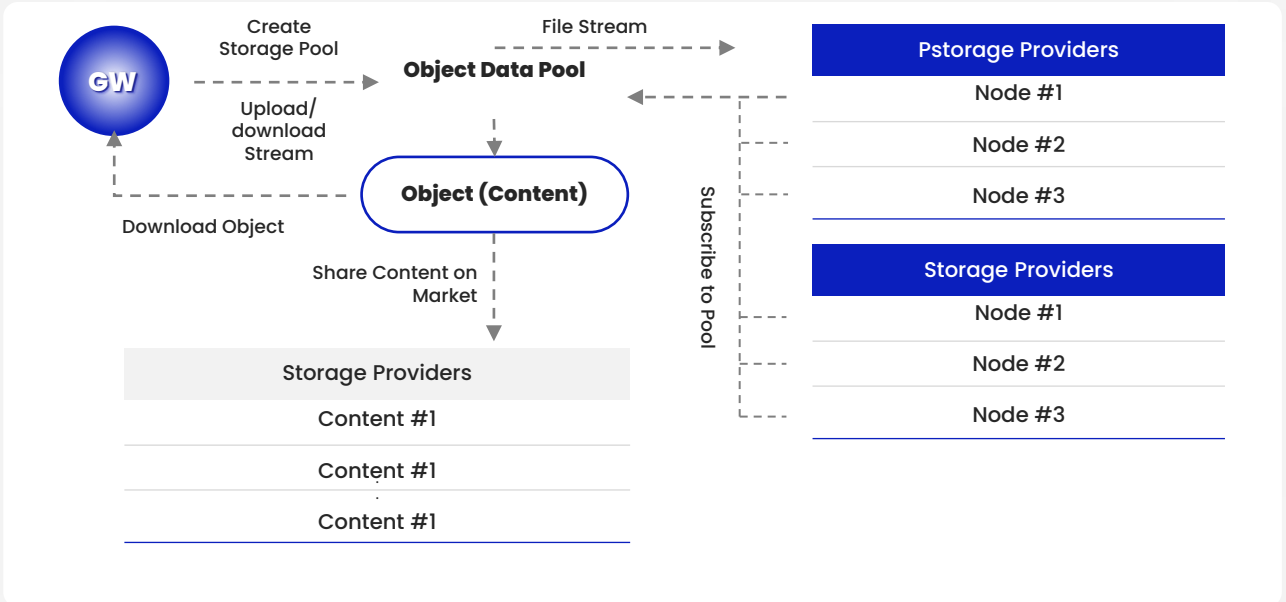 GW
Create
Storage Pool
Upload/
download
Stream
File Stream
Object Data Pool
Object (Content)
Download Object
Share Content on
Market
Storage Providers
Content #1
Content #1
Content #1
Subscribe to Pool
Pstorage Providers
Node #1
Node #2
Node #3
Storage Providers
Node #1
Node #2
Node #3